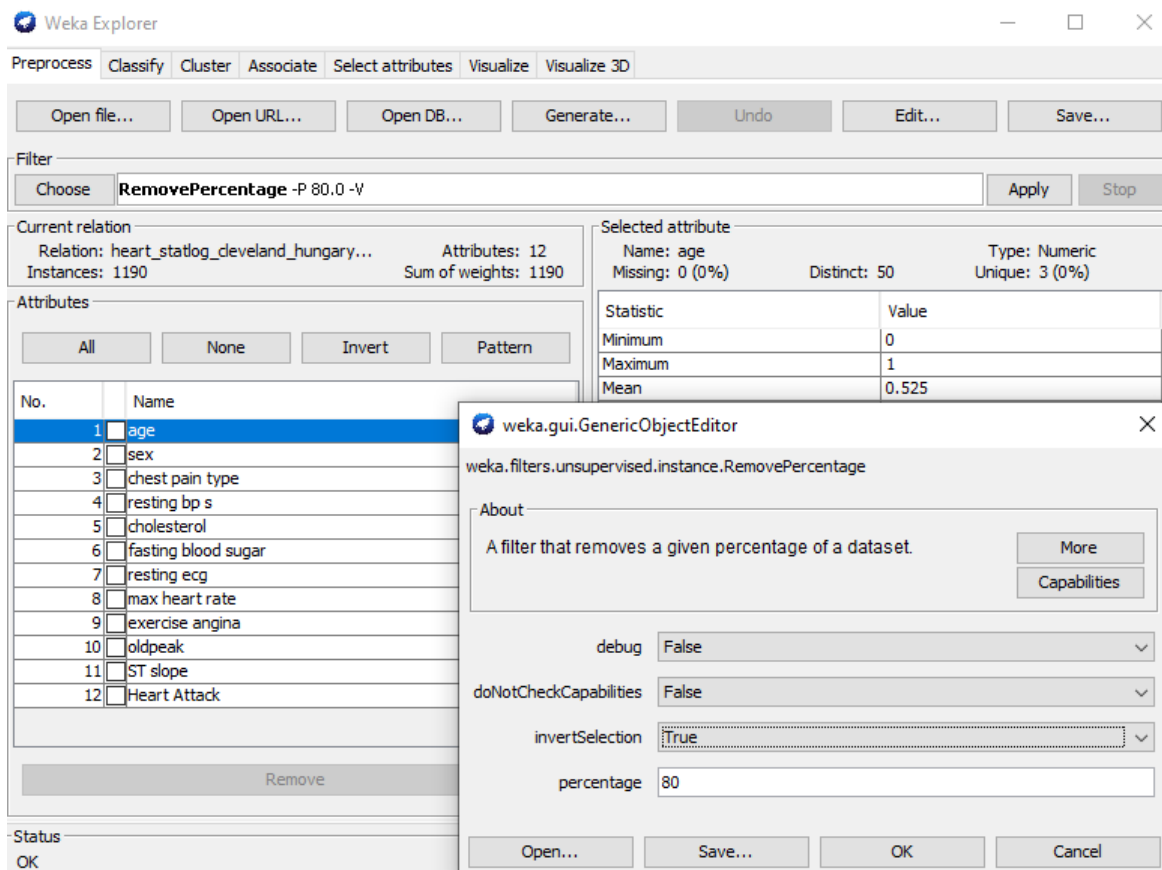 Weka Explorer
Preprocess Classify Cluster Associate Select attributes Visualize Visualize 3D
Open file... Open URL... Open DB... Generate... Undo Edit... Save...
Filter
Choose RemovePercentage -P 80.0 -V Apply Stop
Current relation
Relation: heart_statlog_cleveland_hungary... Attributes: 12
Instances: 1190 Sum of weights: 1190
Selected attribute
Name: age Type: Numeric
Missing: 0 (0%) Distinct: 50 Unique: 3 (0%)
Statistic Value
Minimum 0
Maximum 1
Mean 0.525
Attributes
All None Invert Pattern
No. Name
1 age
2 sex
3 chest pain type
4 resting bp s
5 cholesterol
6 fasting blood sugar
7 resting ecg
8 max heart rate
9 exercise angina
10 oldpeak
11 ST slope
12 Heart Attack
Remove
Status
OK
weka.gui.GenericObjectEditor
weka.filters.unsupervised.instance.RemovePercentage
About
A filter that removes a given percentage of a dataset.
More
Capabilities
debug False
doNotCheckCapabilities False
invertSelection True
percentage 80
Open... Save... OK Cancel